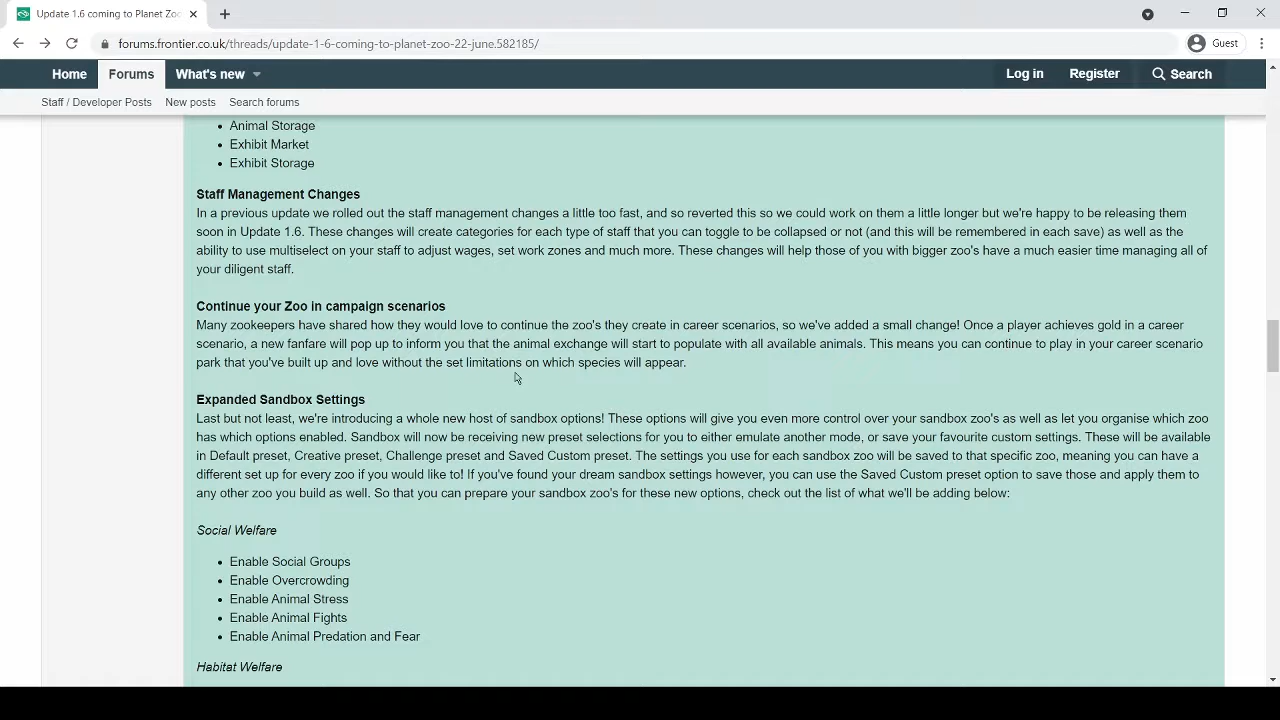 Update 1.6 coming to Planet Zoo
Guest
forums.frontier.co.uk/threads/update-1-6-coming-to-planet-zoo-22-june.582185/
Home Forums What's new Log in Register Search
Staff / Developer Posts New posts Search forums
Animal Storage
Exhibit Market
Exhibit Storage
Staff Management Changes
In a previous update we rolled out the staff management changes a little too fast, and so reverted this so we could work on them a little longer but we're happy to be releasing them
soon in Update 1.6. These changes will create categories for each type of staff that you can toggle to be collapsed or not (and this will be remembered in each save) as well as the
ability to use multiselect on your staff to adjust wages, set work zones and much more. These changes will help those of you with bigger zoo's have a much easier time managing all of
your diligent staff.
Continue your Zoo in campaign scenarios
Many zookeepers have shared how they would love to continue the zoo's they create in career scenarios, so we've added a small change! Once a player achieves gold in a career
scenario, a new fanfare will pop up to inform you that the animal exchange will start to populate with all available animals. This means you can continue to play in your career scenario
park that you've built up and love without the set limitations on which species will appear.
Expanded Sandbox Settings
Last but not least, we're introducing a whole new host of sandbox options! These options will give you even more control over your sandbox zoo's as well as let you organise which zoo
has which options enabled. Sandbox will now be receiving new preset selections for you to either emulate another mode, or save your favourite custom settings. These will be available
in Default preset, Creative preset, Challenge preset and Saved Custom preset. The settings you use for each sandbox zoo will be saved to that specific zoo, meaning you can have a
different set up for every zoo if you would like to! If you've found your dream sandbox settings however, you can use the Saved Custom preset option to save those and apply them to
any other zoo you build as well. So that you can prepare your sandbox zoo's for these new options, check out the list of what we'll be adding below:
Social Welfare
Enable Social Groups
Enable Overcrowding
Enable Animal Stress
Enable Animal Fights
Enable Animal Predation and Fear
Habitat Welfare